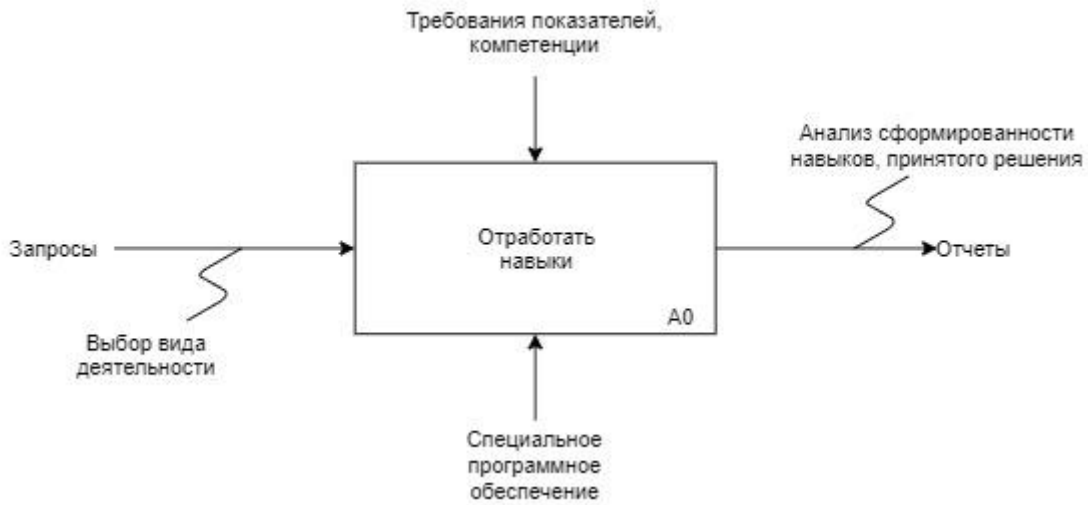 Требования показателей,
компетенции
Анализ сформированности
навыков, принятого решения
Запросы
Отработать
навыки
Отчеты
A0
Выбор вида
деятельности
Специальное
программное
обеспечение